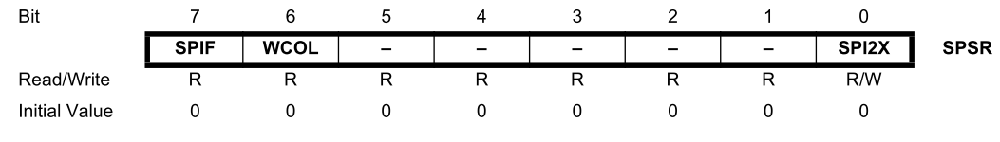 Bit 7 6 5 4 3 2 1 0
SPIF WCOL – – – – – SPI2X SPSR
Read/Write R R R R R R R R/W
Initial Value 0 0 0 0 0 0 0 0